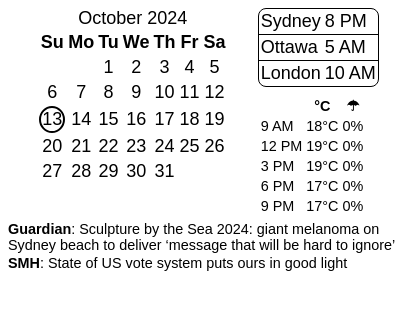 October 2024
Su Mo Tu We Th Fr Sa
1 2 3 4 5
6 7 8 9 10 11 12
13 14 15 16 17 18 19
20 21 22 23 24 25 26
27 28 29 30 31
Sydney 8 PM
Ottawa 5 AM
London 10 AM
°C ☂
9 AM 18°C 0%
12 PM 19°C 0%
3 PM 19°C 0%
6 PM 17°C 0%
9 PM 17°C 0%
Guardian: Sculpture by the Sea 2024: giant melanoma on
Sydney beach to deliver ‘message that will be hard to ignore’
SMH: State of US vote system puts ours in good light